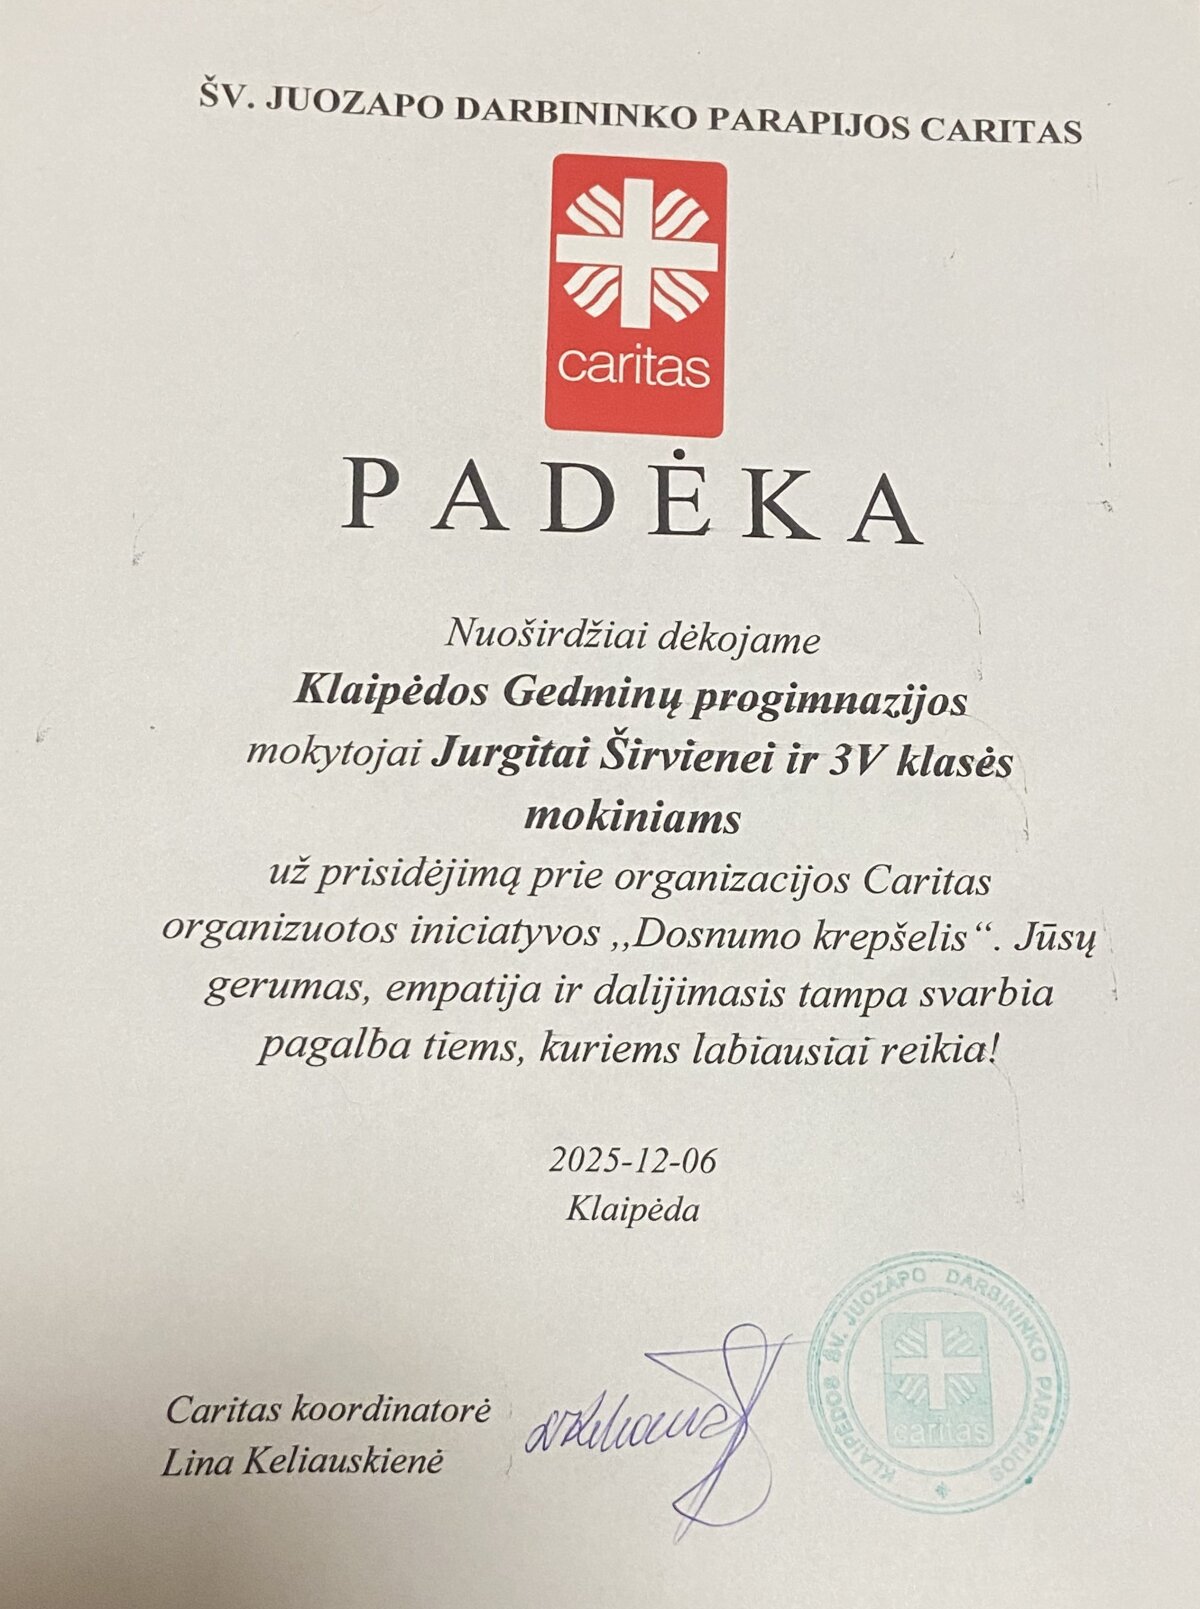 ŠV. JUOZAPO DARBININKO PARAPIJOS CARITAS
caritas
PADĖKA
Nuoširdžiai dėkojame
Klaipėdos Gedminų progimnazijos
mokytojai Jurgitai Širvienei ir 3V klasės
mokiniams
už prisidėjimą prie organizacijos Caritas
organizuotos iniciatyvos ,,Dosnumo krepšelis“. Jūsų
gerumas, empatija ir dalijimasis tampa svarbia
pagalba tiems, kuriems labiausiai reikia!
2025-12-06
Klaipėda
Caritas koordinatorė
Lina Keliauskienė
KLAIPĖDOS ŠV. JUOZAPO DARBININKO PARAPIJOS
caritas